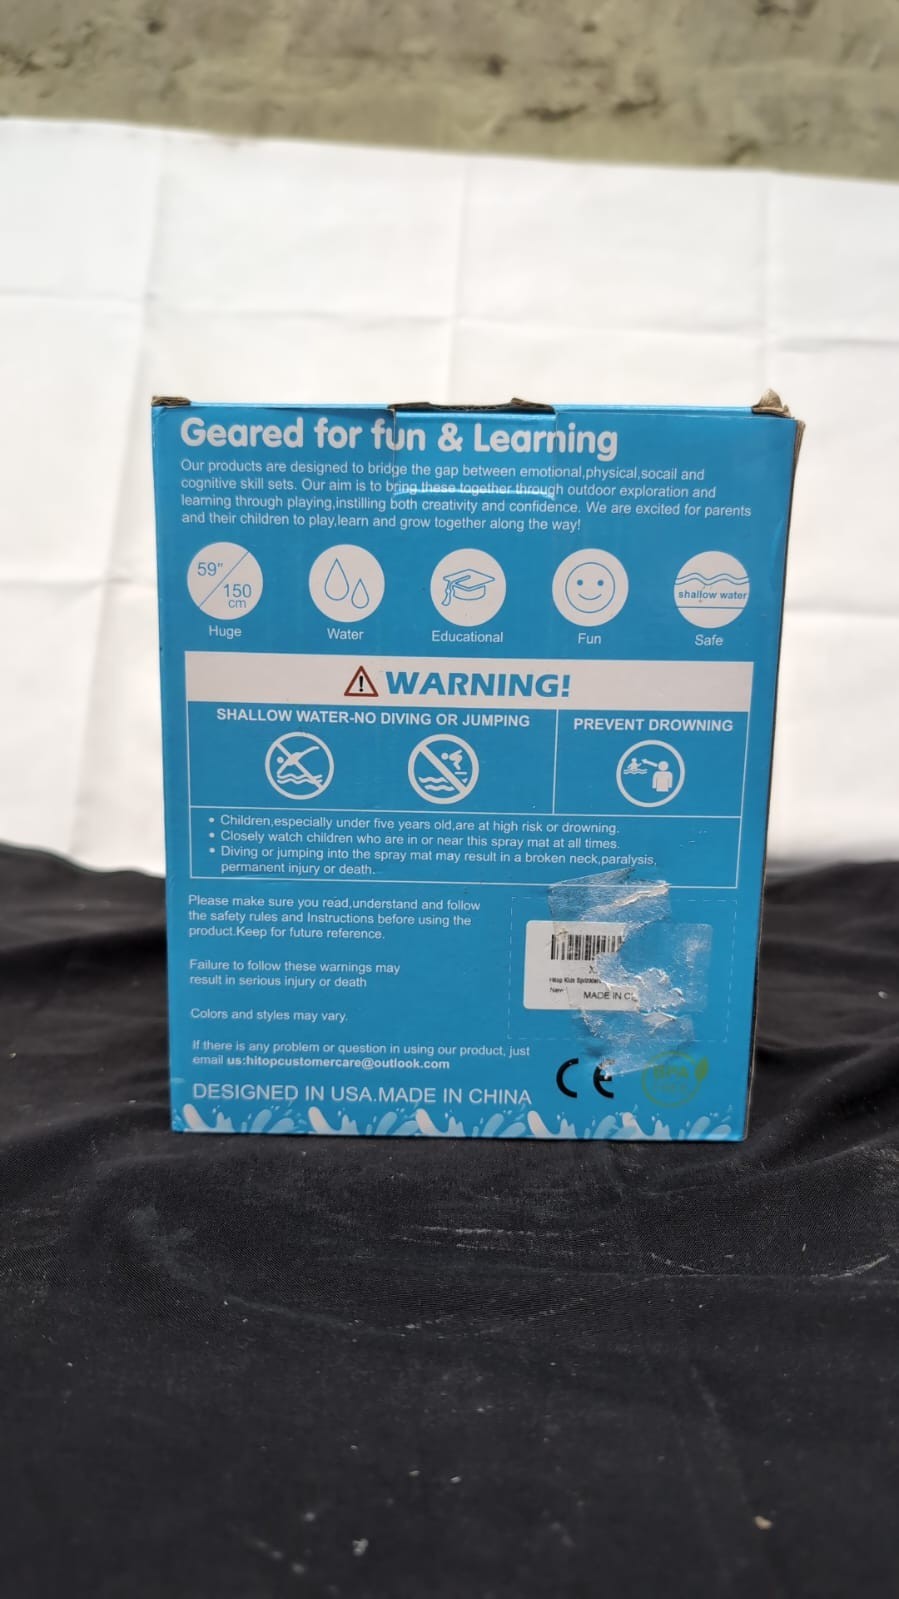 Geared for fun & Learning
Our products are designed to bridge the gap between emotional,physical,socail and
cognitive skill sets. Our aim is to bring these together through outdoor exploration and
learning through playing,instilling both creativity and confidence. We are excited for parents
and their children to play,learn and grow together along the way!
59"
150
cm
shallow water
Huge
Water
Educational
Fun
Safe
WARNING!
SHALLOW WATER-NO DIVING OR JUMPING
PREVENT DROWNING
• Children,especially under five years old,are at high risk or drowning.
• Closely watch children who are in or near this spray mat at all times.
• Diving or jumping into the spray mat may result in a broken neck,paralysis,
permanent injury or death.
Please make sure you read,understand and follow
the safety rules and Instructions before using the
product.Keep for future reference.
Failure to follow these warnings may
result in serious injury or death
Colors and styles may vary.
If there is any problem or question in using our product, just
email us:hitopcustomercare@outlook.com
DESIGNED IN USA.MADE IN CHINA
X
Kids
New
MADE IN
CE
BPA